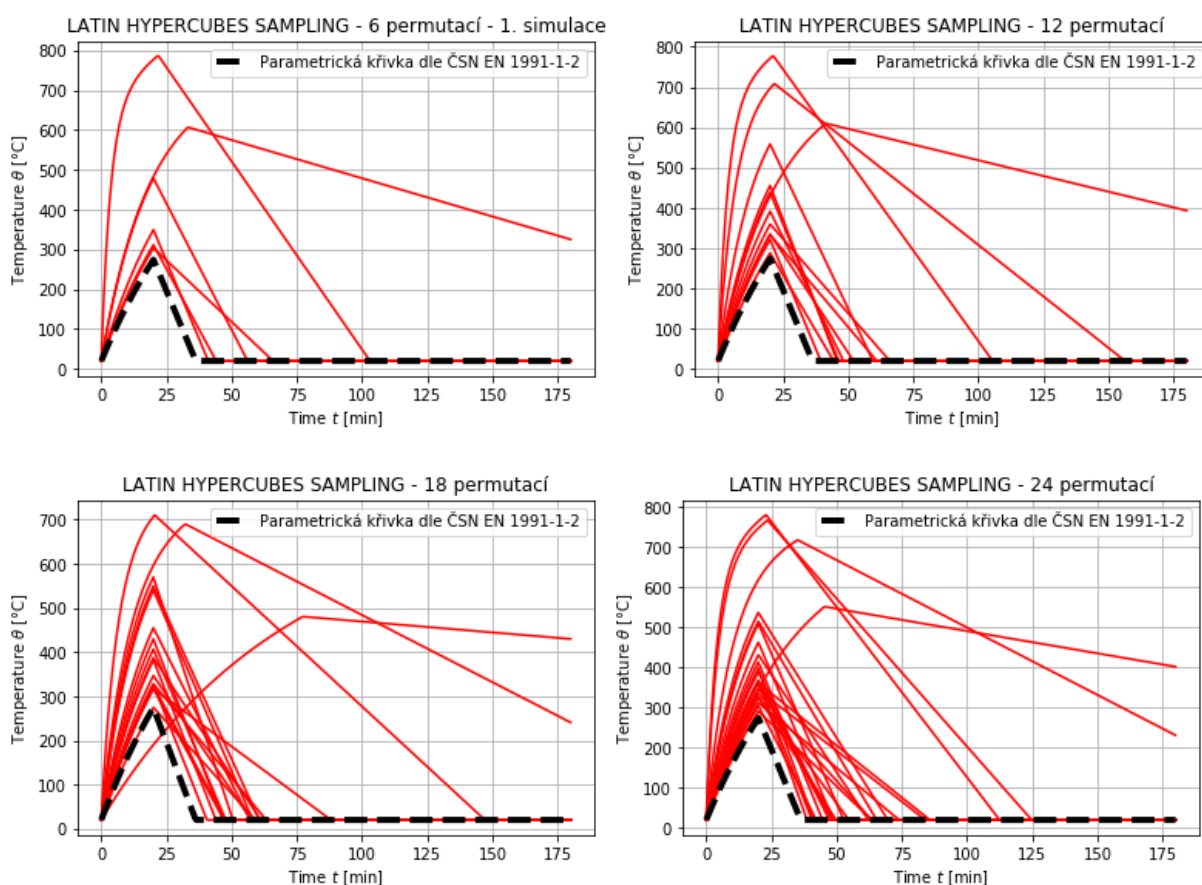 LATIN HYPERCUBES SAMPLING - 6 permutací - 1. simulace
800
700
600
500
400
300
200
100
0
Temperature θ [°C]
Parametrická křivka dle ČSN EN 1991-1-2
0 25 50 75 100 125 150 175
Time t [min]
LATIN HYPERCUBES SAMPLING - 12 permutací
800
700
600
500
400
300
200
100
0
Temperature θ [°C]
Parametrická křivka dle ČSN EN 1991-1-2
0 25 50 75 100 125 150 175
Time t [min]
LATIN HYPERCUBES SAMPLING - 18 permutací
700
600
500
400
300
200
100
0
Temperature θ [°C]
Parametrická křivka dle ČSN EN 1991-1-2
0 25 50 75 100 125 150 175
Time t [min]
LATIN HYPERCUBES SAMPLING - 24 permutací
800
700
600
500
400
300
200
100
0
Temperature θ [°C]
Parametrická křivka dle ČSN EN 1991-1-2
0 25 50 75 100 125 150 175
Time t [min]